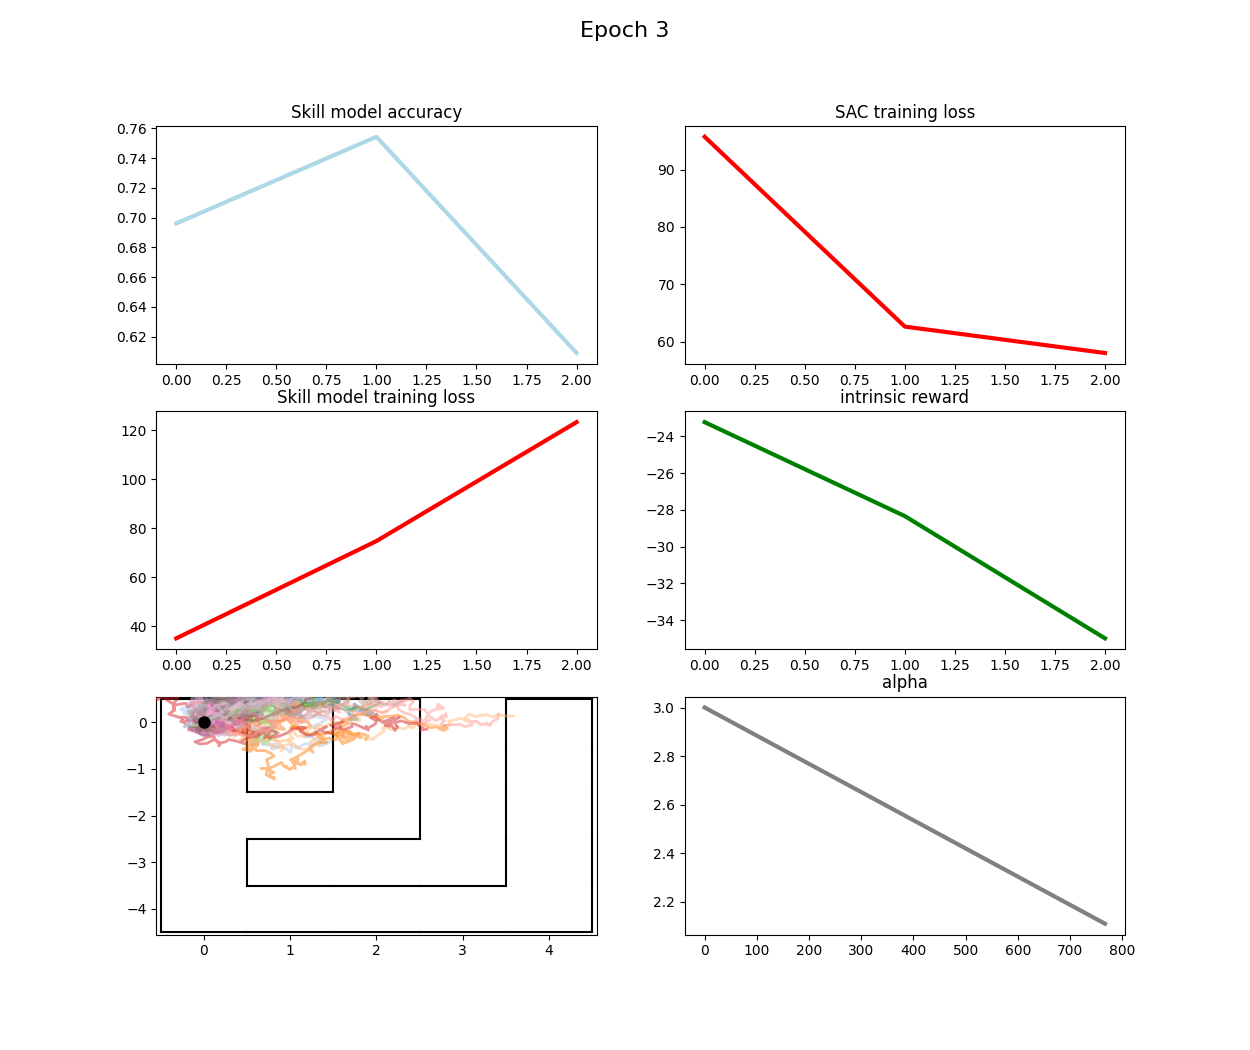 Epoch 3
Skill model accuracy
0.76
0.74
0.72
0.70
0.68
0.66
0.64
0.62
0.00 0.25 0.50 0.75 1.00 1.25 1.50 1.75 2.00
SAC training loss
90
80
70
60
0.00 0.25 0.50 0.75 1.00 1.25 1.50 1.75 2.00
Skill model training loss
120
100
80
60
40
0.00 0.25 0.50 0.75 1.00 1.25 1.50 1.75 2.00
intrinsic reward
−24
−26
−28
−30
−32
−34
0.00 0.25 0.50 0.75 1.00 1.25 1.50 1.75 2.00
0
−1
−2
−3
−4
0 1 2 3 4
alpha
3.0
2.8
2.6
2.4
2.2
0 100 200 300 400 500 600 700 800